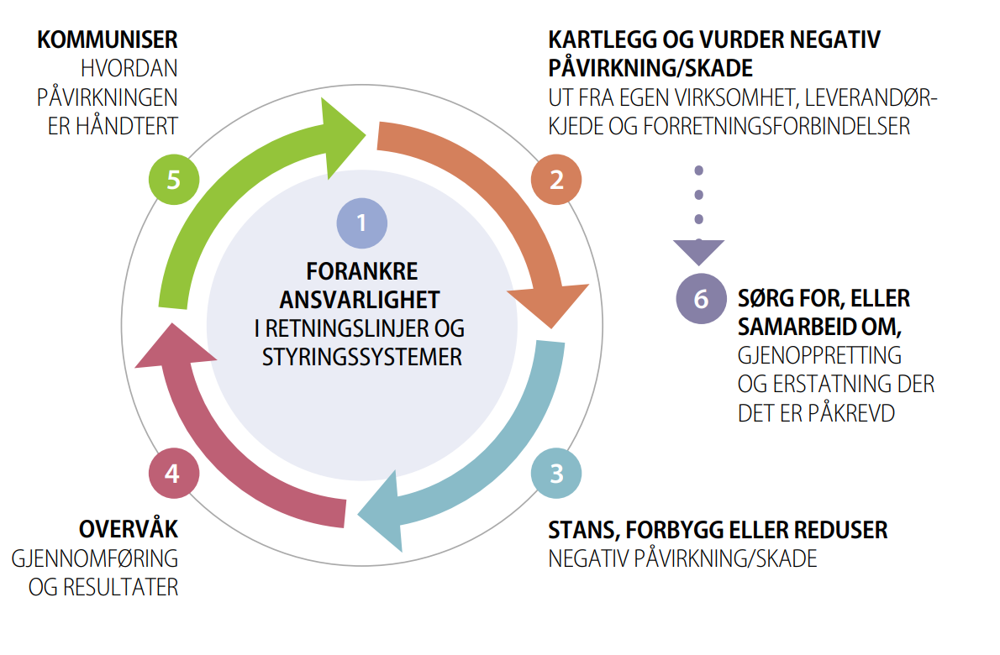 1
FORANKRE
ANSVARLIGHET
I RETNINGSLINJER OG
STYRINGSSYSTEMER
2
KARTLEGG OG VURDER NEGATIV
PÅVIRKNING/SKADE
UT FRA EGEN VIRKSOMHET, LEVERANDØR-
KJEDE OG FORRETNINGSFORBINDELSER
3
STANS, FORBYGG ELLER REDUSER
NEGATIV PÅVIRKNING/SKADE
4
OVERVÅK
GJENNOMFØRING
OG RESULTATER
5
KOMMUNISER
HVORDAN
PÅVIRKNINGEN
ER HÅNDTERT
6
SØRG FOR, ELLER
SAMARBEID OM,
GJENOPPRETTING
OG ERSTATNING DER
DET ER PÅKREVD